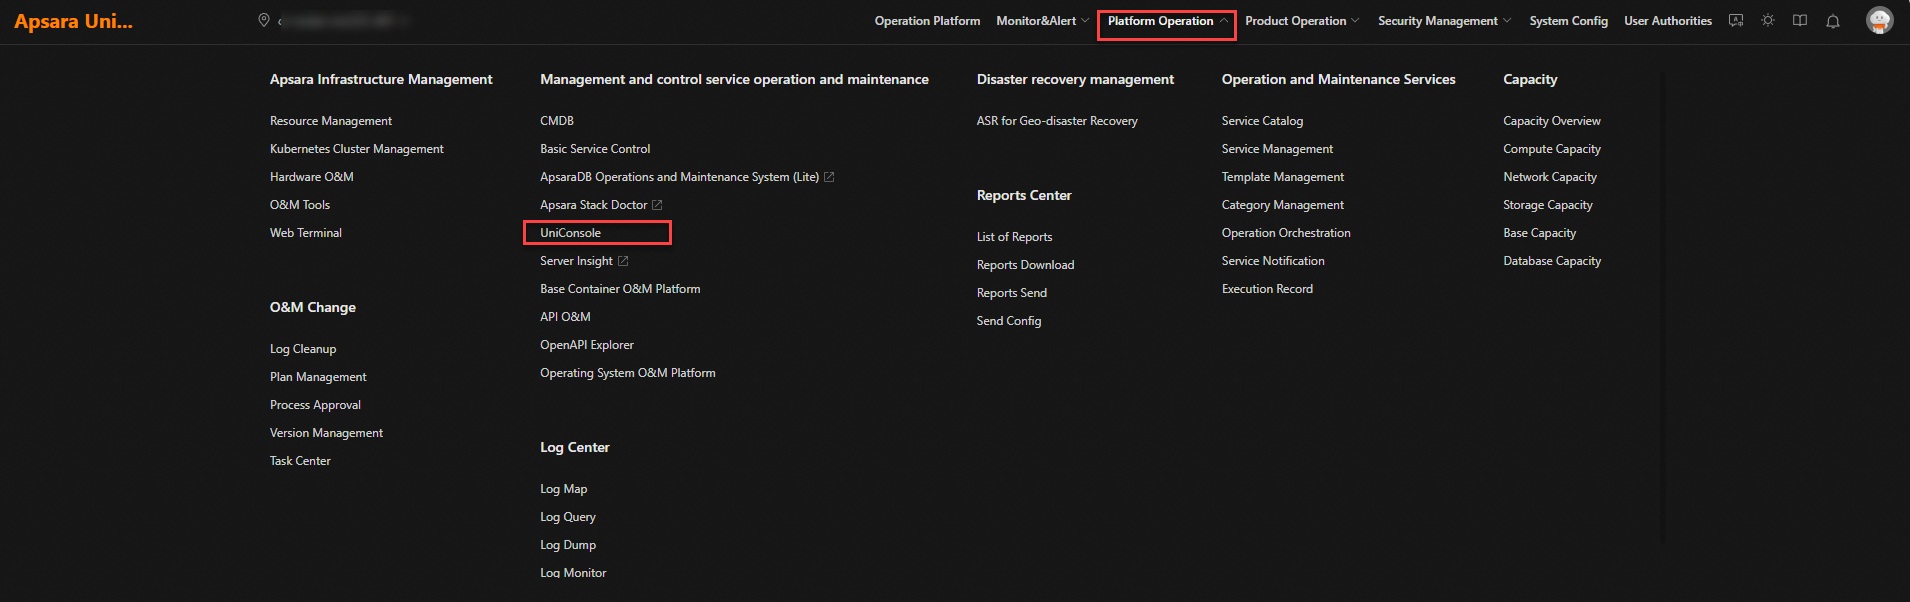 Apsara Uni...
Operation Platform
Monitor&Alert
Platform Operation
Product Operation
Security Management
System Config
User Authorities
Apsara Infrastructure Management
Resource Management
Kubernetes Cluster Management
Hardware O&M
O&M Tools
Web Terminal
O&M Change
Log Cleanup
Plan Management
Process Approval
Version Management
Task Center
Management and control service operation and maintenance
CMDB
Basic Service Control
ApsaraDB Operations and Maintenance System (Lite)
Apsara Stack Doctor
UniConsole
Server Insight
Base Container O&M Platform
API O&M
OpenAPI Explorer
Operating System O&M Platform
Log Center
Log Map
Log Query
Log Dump
Log Monitor
Disaster recovery management
ASR for Geo-disaster Recovery
Reports Center
List of Reports
Reports Download
Reports Send
Send Config
Operation and Maintenance Services
Service Catalog
Service Management
Template Management
Category Management
Operation Orchestration
Service Notification
Execution Record
Capacity
Capacity Overview
Compute Capacity
Network Capacity
Storage Capacity
Base Capacity
Database Capacity